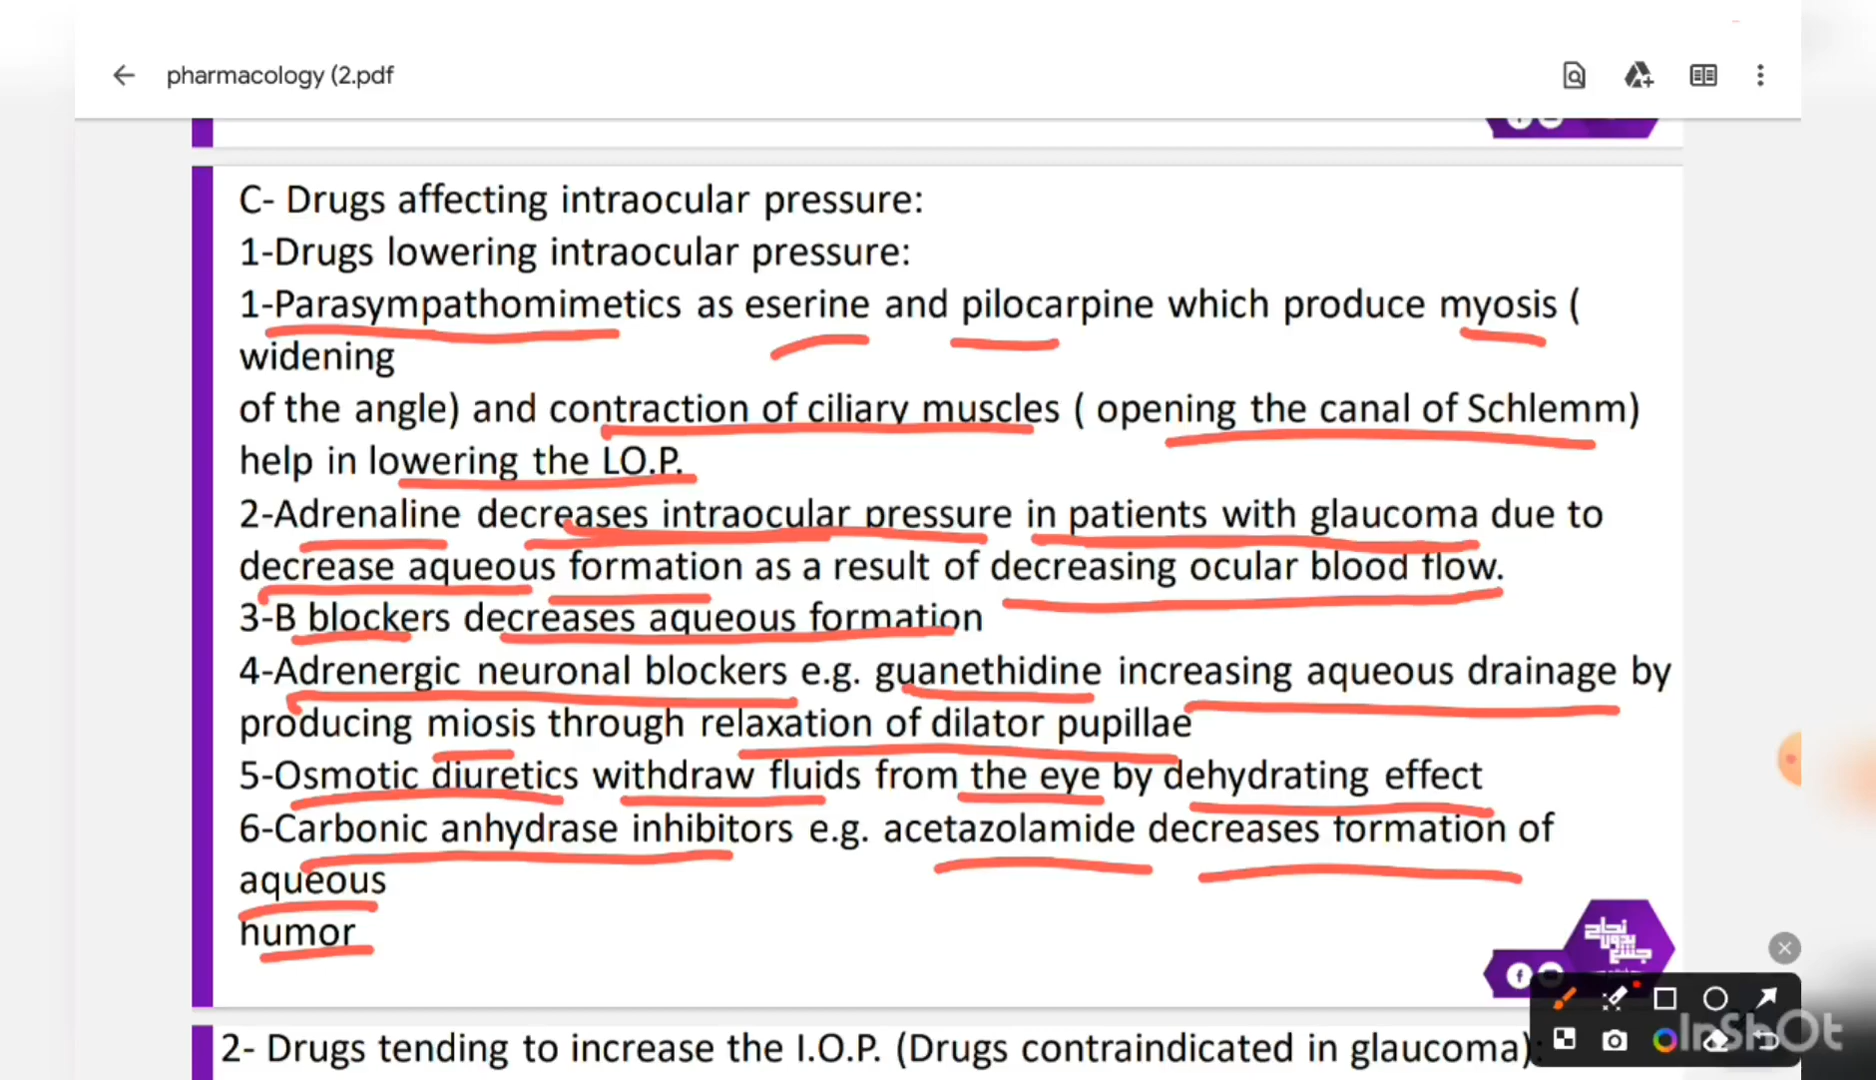 pharmacology (2.pdf
C- Drugs affecting intraocular pressure:
1-Drugs lowering intraocular pressure:
1-Parasympathomimetics as eserine and pilocarpine which produce myosis (
widening
of the angle) and contraction of ciliary muscles ( opening the canal of Schlemm)
help in lowering the LO.P.
2-Adrenaline decreases intraocular pressure in patients with glaucoma due to
decrease aqueous formation as a result of decreasing ocular blood flow.
3-B blockers decreases aqueous formation
4-Adrenergic neuronal blockers e.g. guanethidine increasing aqueous drainage by
producing miosis through relaxation of dilator pupillae
5-Osmotic diuretics withdraw fluids from the eye by dehydrating effect
6-Carbonic anhydrase inhibitors e.g. acetazolamide decreases formation of
aqueous
humor
نجاح
بدون
2- Drugs tending to increase the I.O.P. (Drugs contraindicated in glaucoma):
InShOt